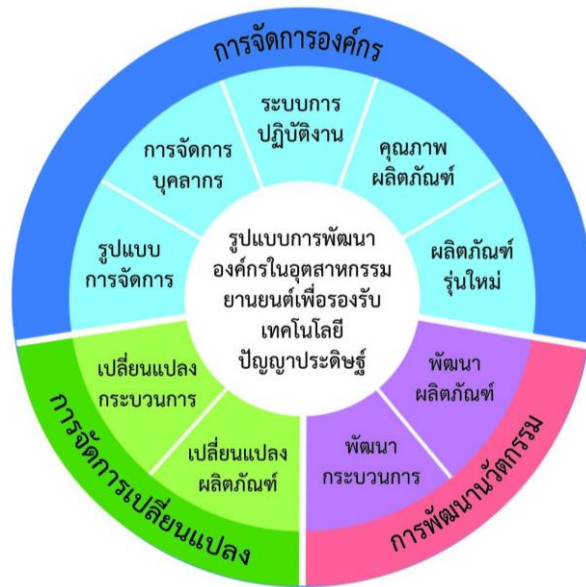 การจัดการองค์กร
ระบบการ
ปฏิบัติงาน
การจัดการ
บุคลากร
คุณภาพ
ผลิตภัณฑ์
รูปแบบ
การจัดการ
รูปแบบการพัฒนา
องค์กรในอุตสาหกรรม
ยานยนต์เพื่อรองรับ
เทคโนโลยี
ปัญญาประดิษฐ์
ผลิตภัณฑ์
รุ่นใหม่
เปลี่ยนแปลง
กระบวนการ
พัฒนา
ผลิตภัณฑ์
เปลี่ยนแปลง
ผลิตภัณฑ์
พัฒนา
กระบวนการ
การจัดการเปลี่ยนแปลง
การพัฒนานวัตกรรม